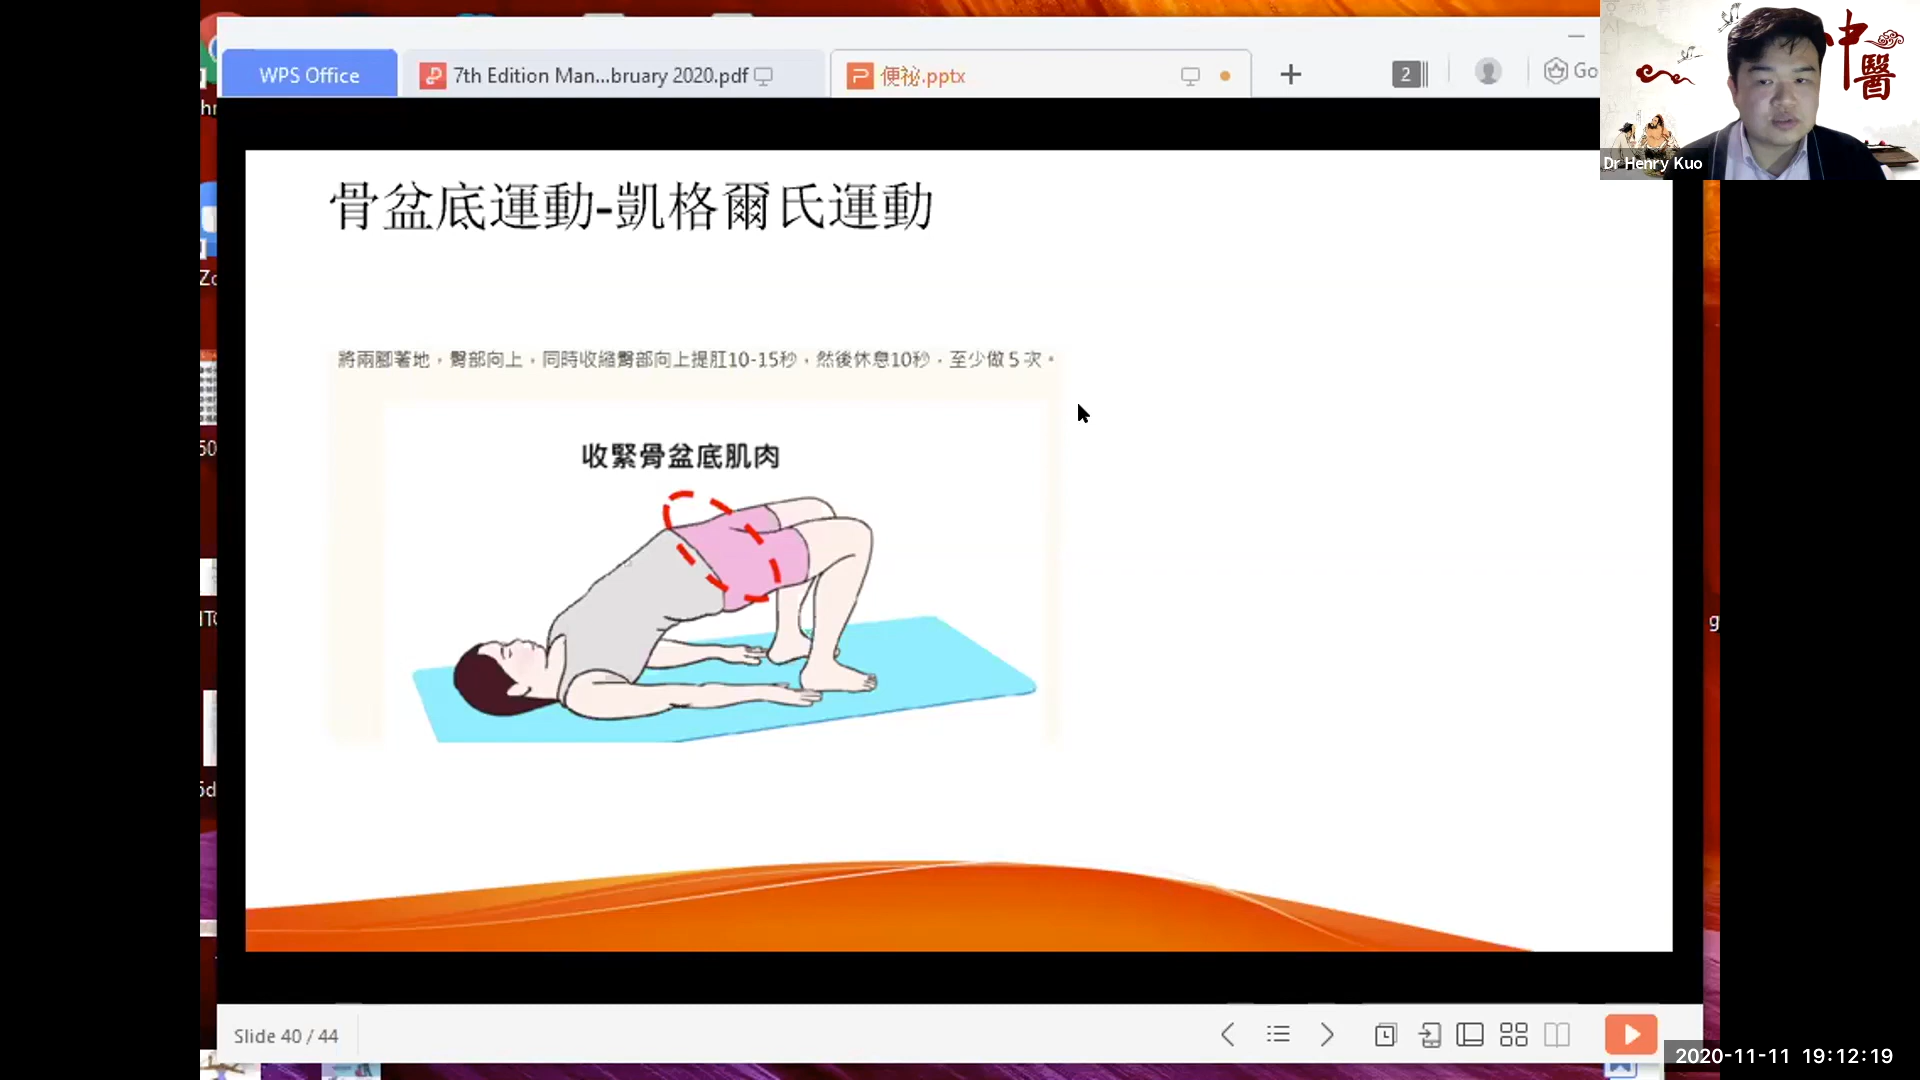 WPS Office
7th Edition Man...bruary 2020.pdf
便祕.pptx
2
Go
中醫
Dr Henry Kuo
骨盆底運動-凱格爾氏運動
將兩腳著地，臀部向上，同時收縮臀部向上提肛10-15秒，然後休息10秒，至少做5次。
收緊骨盆底肌肉
Slide 40 / 44
2020-11-11 19:12:19